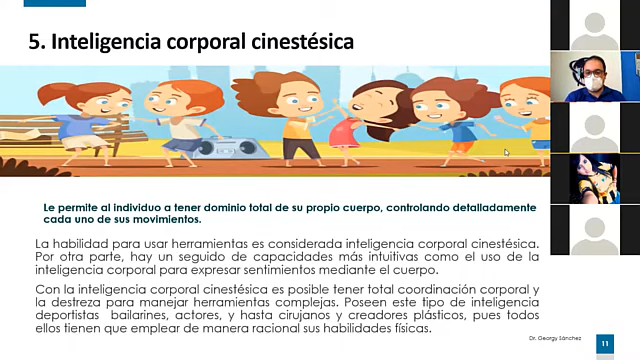 5. Inteligencia corporal cinestésica
Le permite al individuo a tener dominio total de su propio cuerpo, controlando detalladamente
cada uno de sus movimientos.
La habilidad para usar herramientas es considerada inteligencia corporal cinestésica.
Por otra parte, hay un seguido de capacidades más intuitivas como el uso de la
inteligencia corporal para expresar sentimientos mediante el cuerpo.
Con la inteligencia corporal cinestésica es posible tener total coordinación corporal y
la destreza para manejar herramientas complejas. Poseen este tipo de inteligencia
deportistas bailarines, actores, y hasta cirujanos y creadores plásticos, pues todos
ellos tienen que emplear de manera racional sus habilidades físicas.
Dr. Georgy Sánchez
11